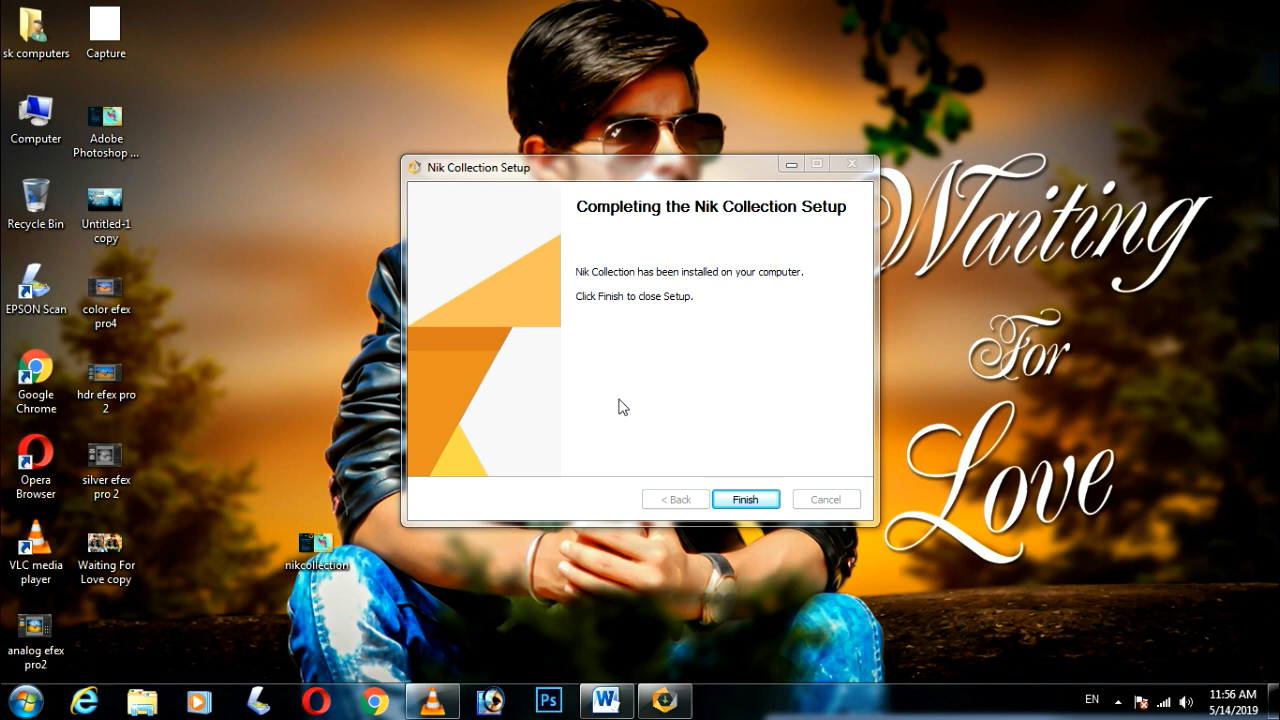 sk computers
Capture
Computer
Adobe
Photoshop ...
Recycle Bin
Untitled-1
copy
EPSON Scan
color efex
pro4
Google
Chrome
hdr efex pro
2
Opera
Browser
silver efex
pro 2
VLC media
player
Waiting For
Love copy
analog efex
pro2
nikcollection
Nik Collection Setup
Completing the Nik Collection Setup
Nik Collection has been installed on your computer.
Click Finish to close Setup.
< Back
Finish
Cancel
Waiting
For
Love
Ps
W
EN
11:56 AM
5/14/2019